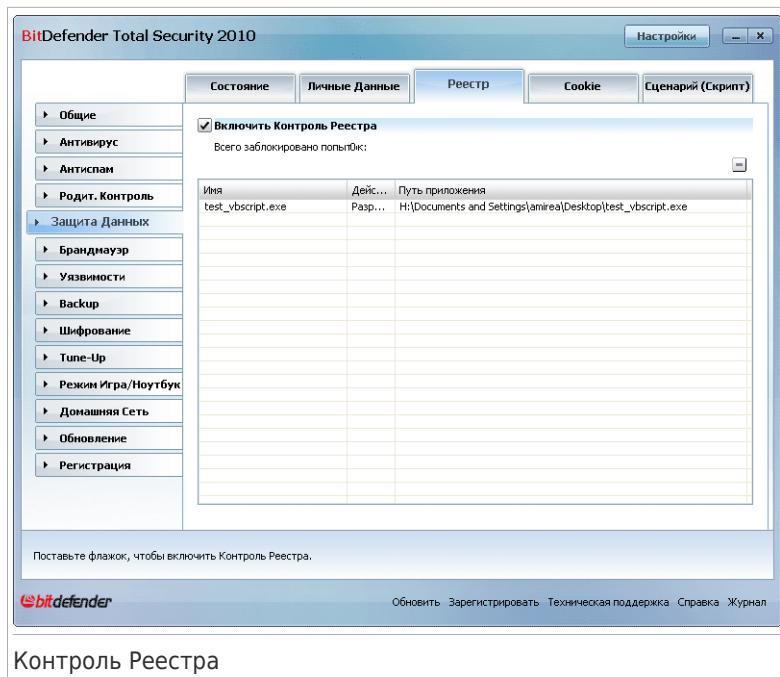 BitDefender Total Security 2010
Настройки
Состояние
Личные Данные
Реестр
Cookie
Сценарий (Скрипт)
Общие
Антивирус
Антиспам
Родит. Контроль
Защита Данных
Брандмауэр
Уязвимости
Backup
Шифрование
Tune-Up
Режим Игра/Ноутбук
Домашняя Сеть
Обновление
Регистрация
Включить Контроль Реестра
Всего заблокировано попыт0к:
Имя Дейс... Путь приложения
test_vbscript.exe Разр... H:\Documents and Settings\amirea\Desktop\test_vbscript.exe
Поставьте флажок, чтобы включить Контроль Реестра.
bitdefender
Обновить Зарегистрировать Техническая поддержка Справка Журнал
Контроль Реестра